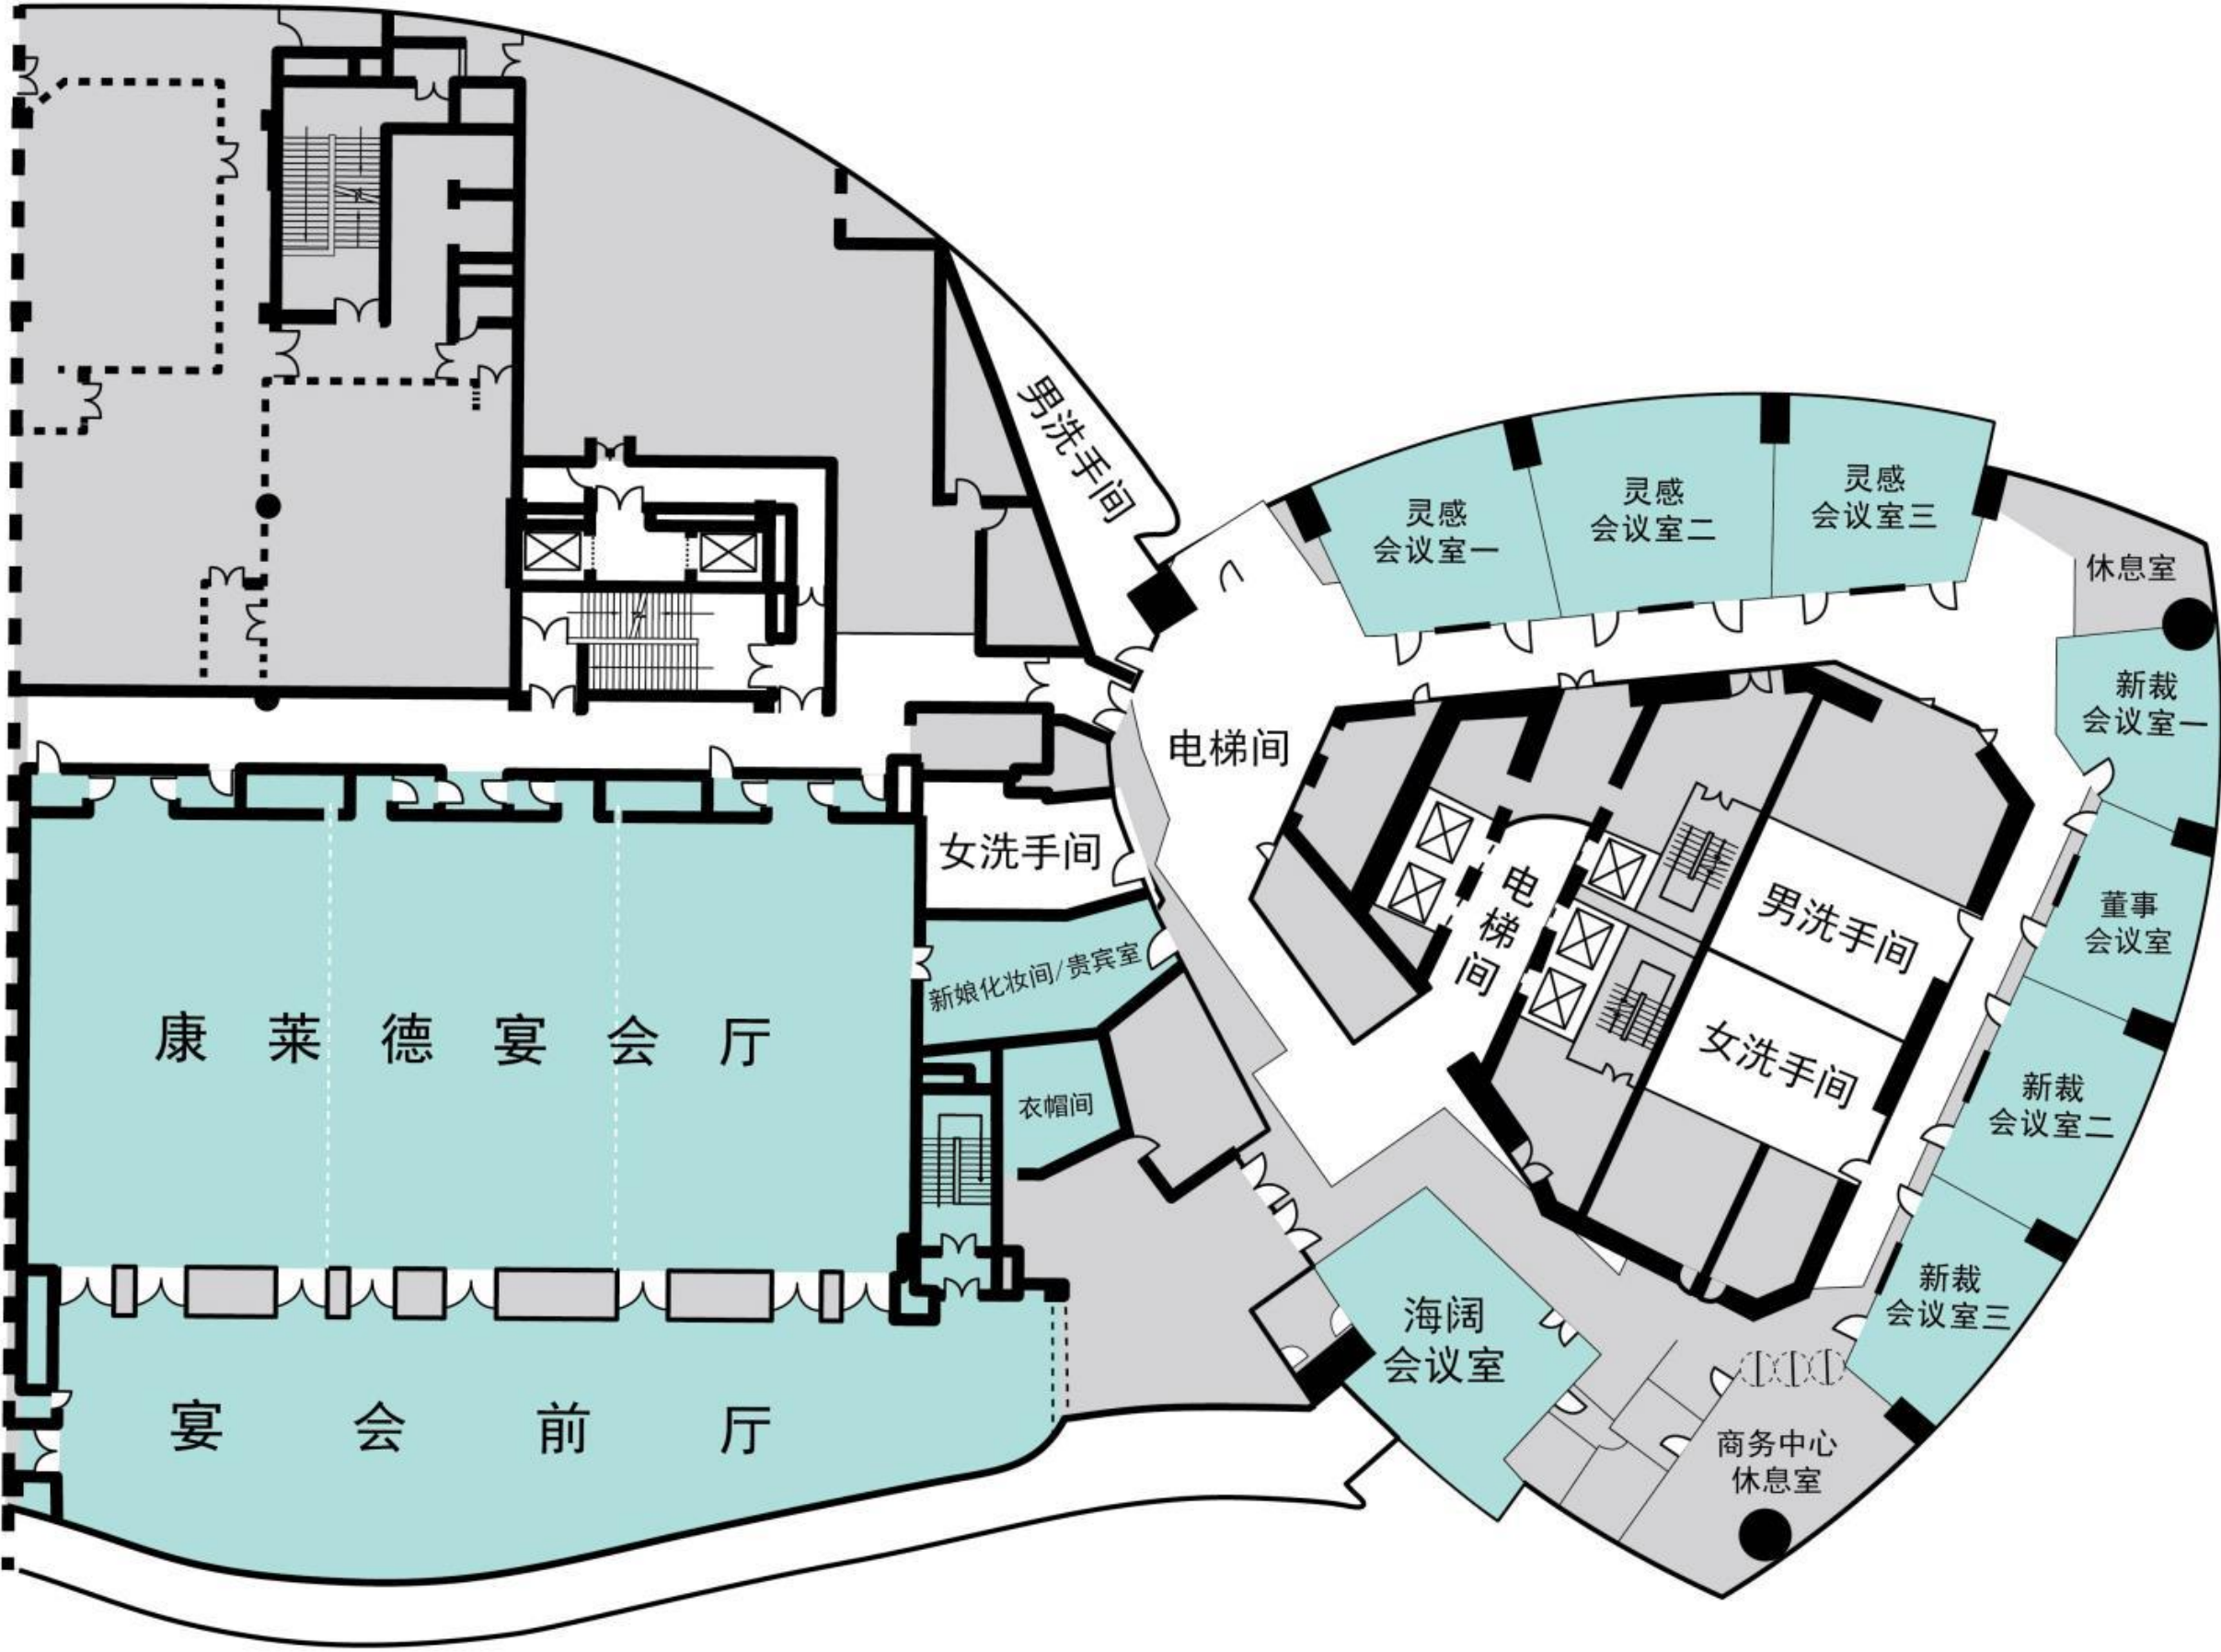 男洗手间
灵感
会议室一
灵感
会议室二
灵感
会议室三
休息室
新裁
会议室一
电梯间
女洗手间
电梯间
男洗手间
董事
会议室
新娘化妆间/贵宾室
康莱德宴会厅
女洗手间
新裁
会议室二
衣帽间
新裁
会议室三
海阔
会议室
宴会前厅
商务中心
休息室